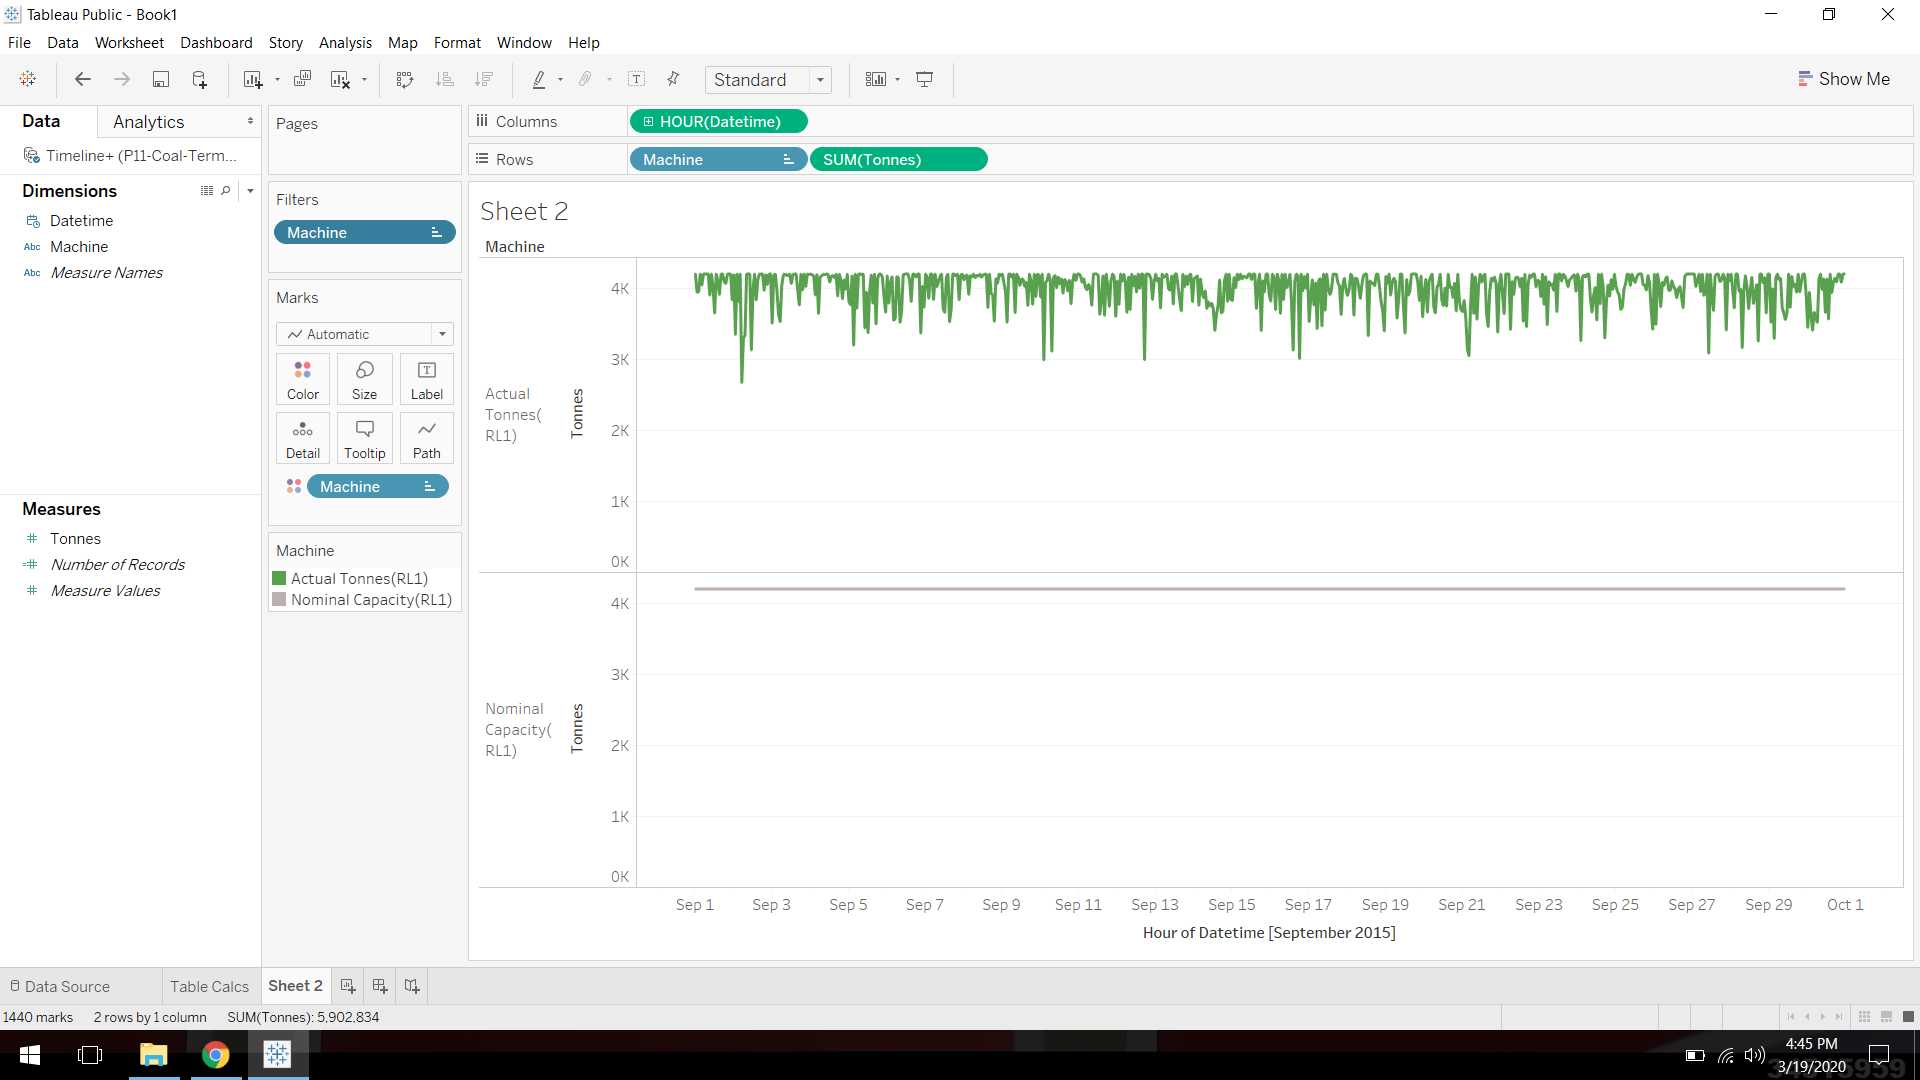 Tableau Public - Book1
File Data Worksheet Dashboard Story Analysis Map Format Window Help
Standard
Show Me
Data
Analytics
Timeline+ (P11-Coal-Term...
Dimensions
Datetime
Abc Machine
Abc Measure Names
Measures
Tonnes
Number of Records
Measure Values
Pages
Filters
Machine
Marks
Automatic
Color Size Label
Detail Tooltip Path
Machine
Machine
Actual Tonnes(RL1)
Nominal Capacity(RL1)
Columns HOUR(Datetime)
Rows Machine SUM(Tonnes)
Sheet 2
Machine
Actual
Tonnes(
RL1)
Tonnes
4K
3K
2K
1K
0K
Nominal
Capacity(
RL1)
Tonnes
4K
3K
2K
1K
0K
Sep 1 Sep 3 Sep 5 Sep 7 Sep 9 Sep 11 Sep 13 Sep 15 Sep 17 Sep 19 Sep 21 Sep 23 Sep 25 Sep 27 Sep 29 Oct 1
Hour of Datetime [September 2015]
Data Source Table Calcs Sheet 2
1440 marks 2 rows by 1 column SUM(Tonnes): 5,902,834
4:45 PM
3/19/2020